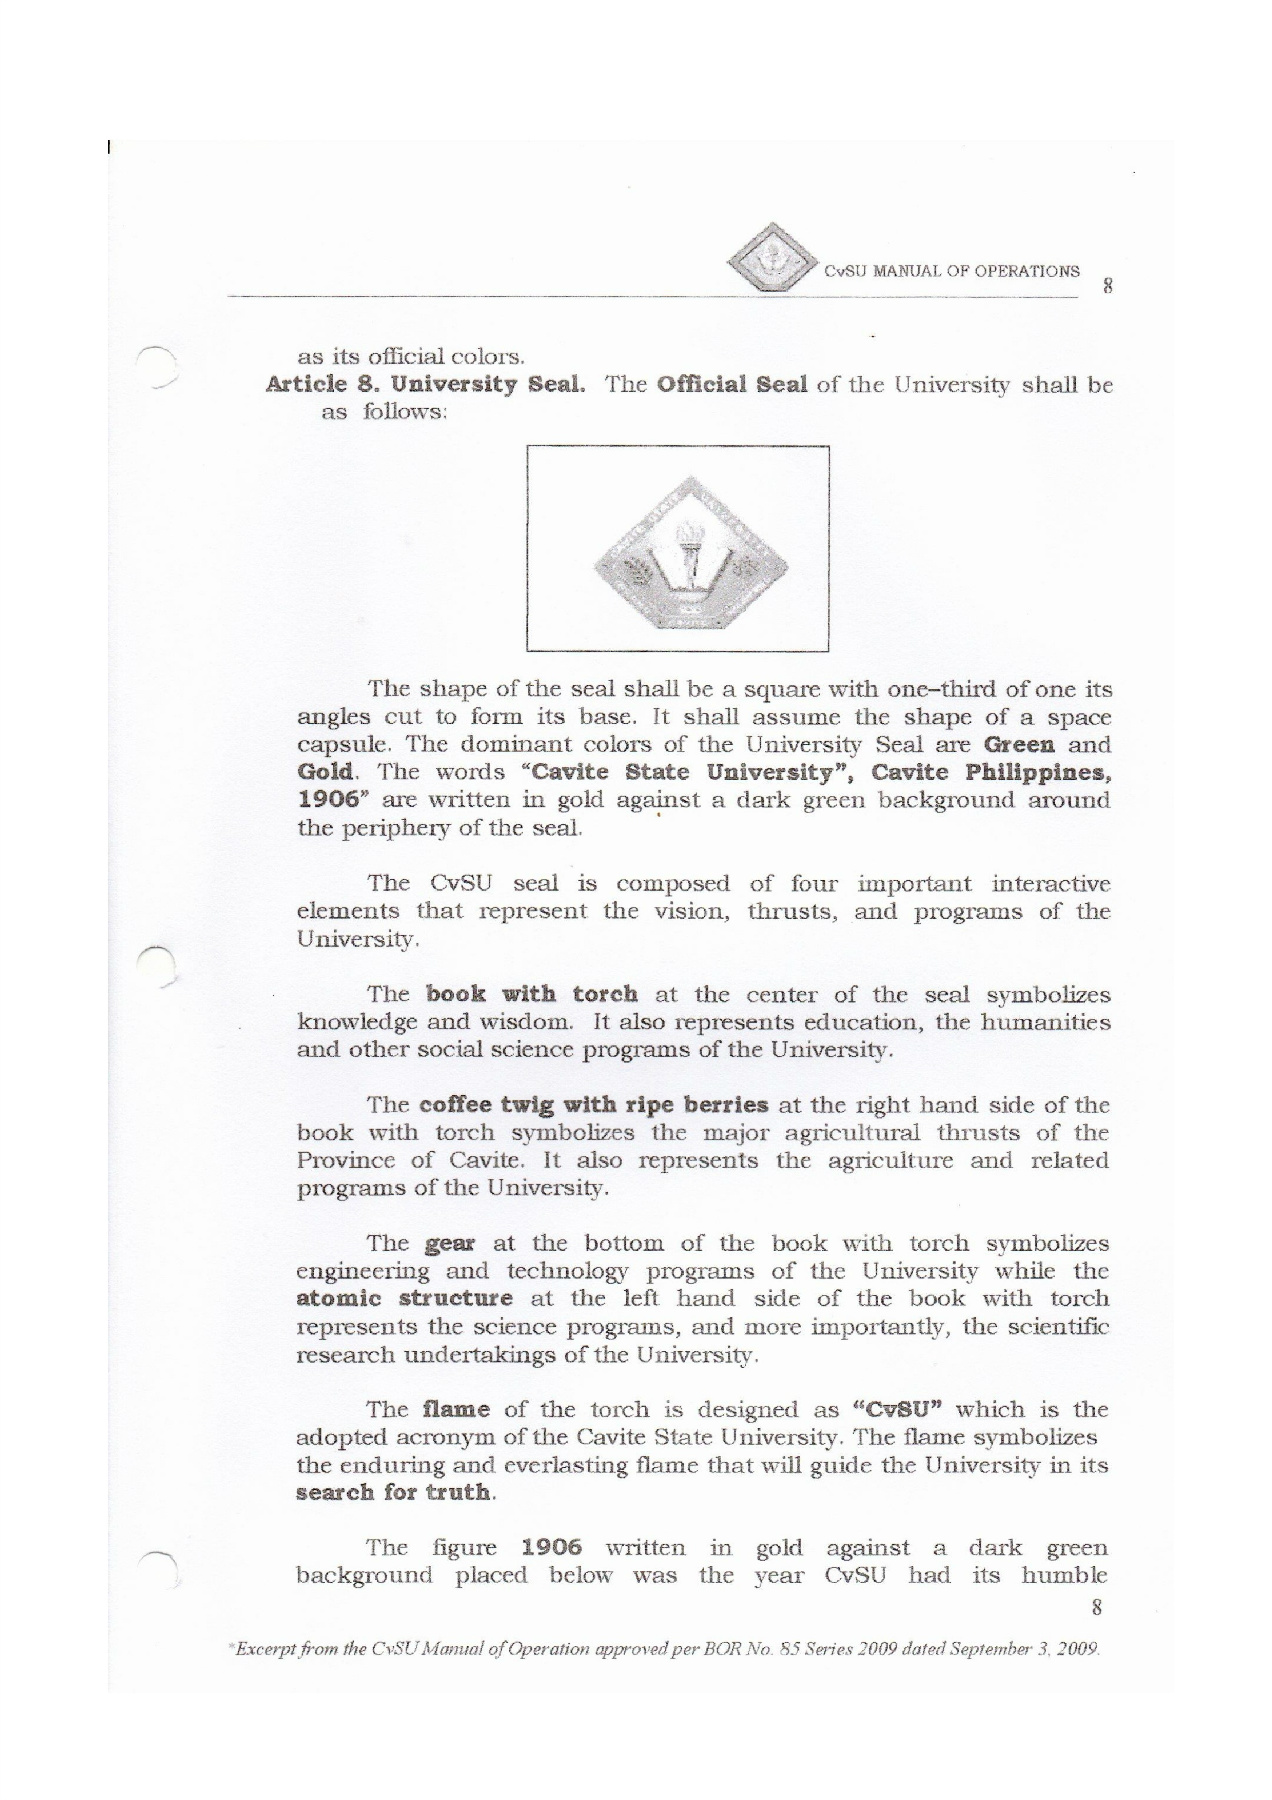 CvSU MANUAL OF OPERATIONS
8
as its official colors.
Article 8. University Seal. The Official Seal of the University shall be
as follows:
The shape of the seal shall be a square with one–third of one its
angles cut to form its base. It shall assume the shape of a space
capsule. The dominant colors of the University Seal are Green and
Gold. The words “Cavite State University”, Cavite Philippines,
1906” are written in gold against a dark green background around
the periphery of the seal.
The CvSU seal is composed of four important interactive
elements that represent the vision, thrusts, and programs of the
University.
The book with torch at the center of the seal symbolizes
knowledge and wisdom. It also represents education, the humanities
and other social science programs of the University.
The coffee twig with ripe berries at the right hand side of the
book with torch symbolizes the major agricultural thrusts of the
Province of Cavite. It also represents the agriculture and related
programs of the University.
The gear at the bottom of the book with torch symbolizes
engineering and technology programs of the University while the
atomic structure at the left hand side of the book with torch
represents the science programs, and more importantly, the scientific
research undertakings of the University.
The flame of the torch is designed as “CvSU” which is the
adopted acronym of the Cavite State University. The flame symbolizes
the enduring and everlasting flame that will guide the University in its
search for truth.
The figure 1906 written in gold against a dark green
background placed below was the year CvSU had its humble
8
*Excerpt from the CvSU Manual of Operation approved per BOR No. 85 Series 2009 dated September 3, 2009.